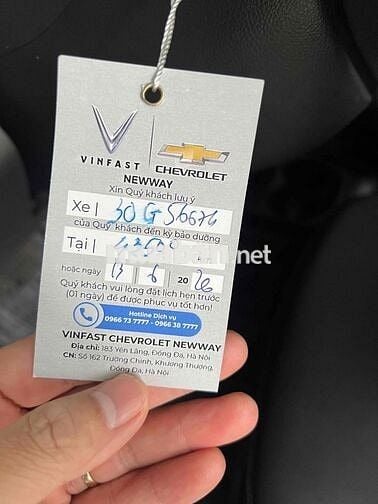 VINFAST
CHEVROLET
NEWWAY
Xin Quý khách lưu ý
Xe 30G 56676
của Quý khách đến kỳ bảo dưỡng
Tại
hoặc ngày 13 6 2026
Quý khách vui lòng đặt lịch hẹn trước
(01 ngày) để được phục vụ tốt hơn!
Hotline Dịch vụ
0966 73 7777 - 0966 38 7777
VINFAST CHEVROLET NEWWAY
Địa chỉ: 183 Yên Lãng, Đống Đa, Hà Nội
CN: Số 162 Trường Chinh, Khương Thượng,
Đống Đa, Hà Nội